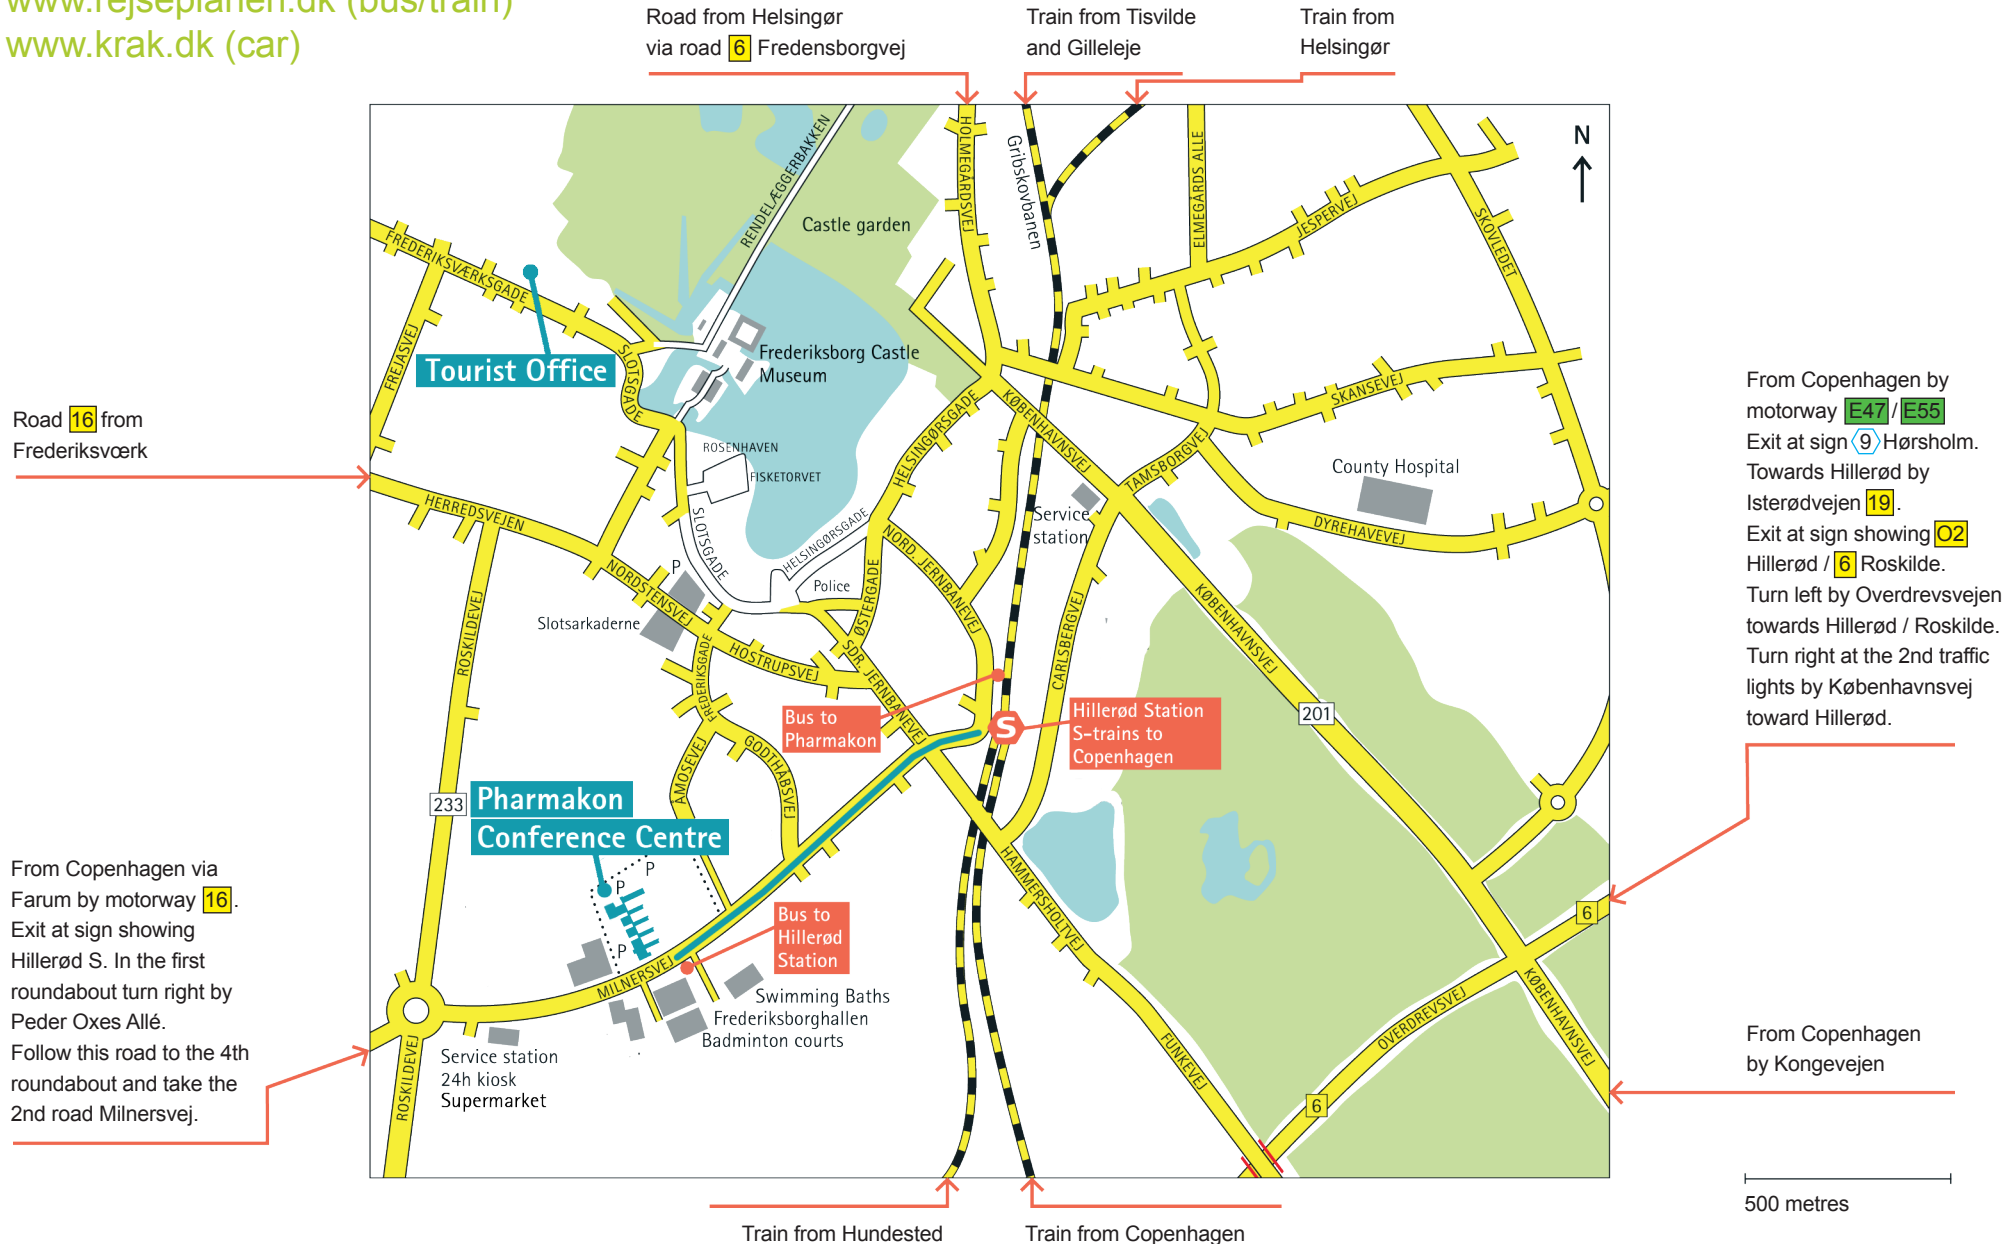 www.rejseplanen.dk (bus/train)
www.krak.dk (car)
Road from Helsingør
via road 6 Fredensborgvej
Train from Tisvilde
and Gilleleje
Train from
Helsingør
N
RENDELÆGGERBAKKEN
Castle garden
HOLMEGÅRDSVEJ
Gribskovbanen
ELMEGÅRDS ALLE
JESPERVEJ
SKOVLEDET
FREDERIKSVÆRKSGADE
FREJASVEJ
Tourist Office
SLOTSGADE
Frederiksborg Castle
Museum
ROSENHAVEN
FISKETORVET
HELSINGØRSGADE
KØBENHAVNSVEJ
SKANSEVEJ
TAMSBORGVEJ
County Hospital
DYREHAVEVEJ
Service
station
Road 16 from
Frederiksværk
HERREDSVEJEN
ROSKILDEVEJ
NORDSTENSVEJ
P
SLOTSGADE
HELSINGØRSGADE
Police
ØSTERGADE
NORD. JERNBANEVEJ
Slotsarkaderne
FREDERIKSGADE
HOSTRUPSVEJ
SDR. JERNBANEVEJ
CARLSBERGVEJ
KØBENHAVNSVEJ
201
Bus to
Pharmakon
S
Hillerød Station
S-trains to
Copenhagen
ÅMOSEVEJ
GODTHÅBSVEJ
233
Pharmakon
Conference Centre
P
P
P
MILNERSVEJ
Bus to
Hillerød
Station
HAMMERSHOLTVEJ
Swimming Baths
Frederiksborghallen
Badminton courts
Service station
24h kiosk
Supermarket
ROSKILDEVEJ
FUNKEVEJ
OVERDREVSVEJ
KØBENHAVNSVEJ
6
6
From Copenhagen by
motorway E47 / E55
Exit at sign 9 Hørsholm.
Towards Hillerød by
Isterødvejen 19.
Exit at sign showing O2
Hillerød / 6 Roskilde.
Turn left by Overdrevsvejen
towards Hillerød / Roskilde.
Turn right at the 2nd traffic
lights by Københavnsvej
toward Hillerød.
From Copenhagen via
Farum by motorway 16.
Exit at sign showing
Hillerød S. In the first
roundabout turn right by
Peder Oxes Allé.
Follow this road to the 4th
roundabout and take the
2nd road Milnersvej.
From Copenhagen
by Kongevejen
500 metres
Train from Hundested
Train from Copenhagen